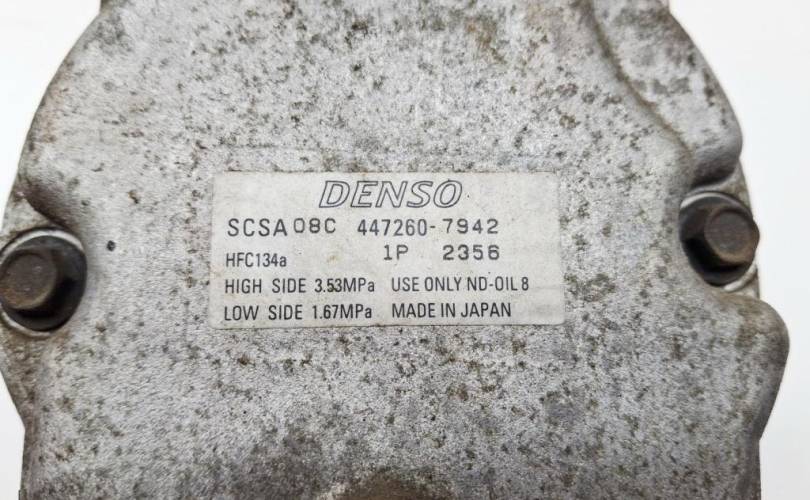 DENSO
SCSA 08C 447260-7942
HFC134a 1P 2356
HIGH SIDE 3.53MPa USE ONLY ND-OIL 8
LOW SIDE 1.67MPa MADE IN JAPAN